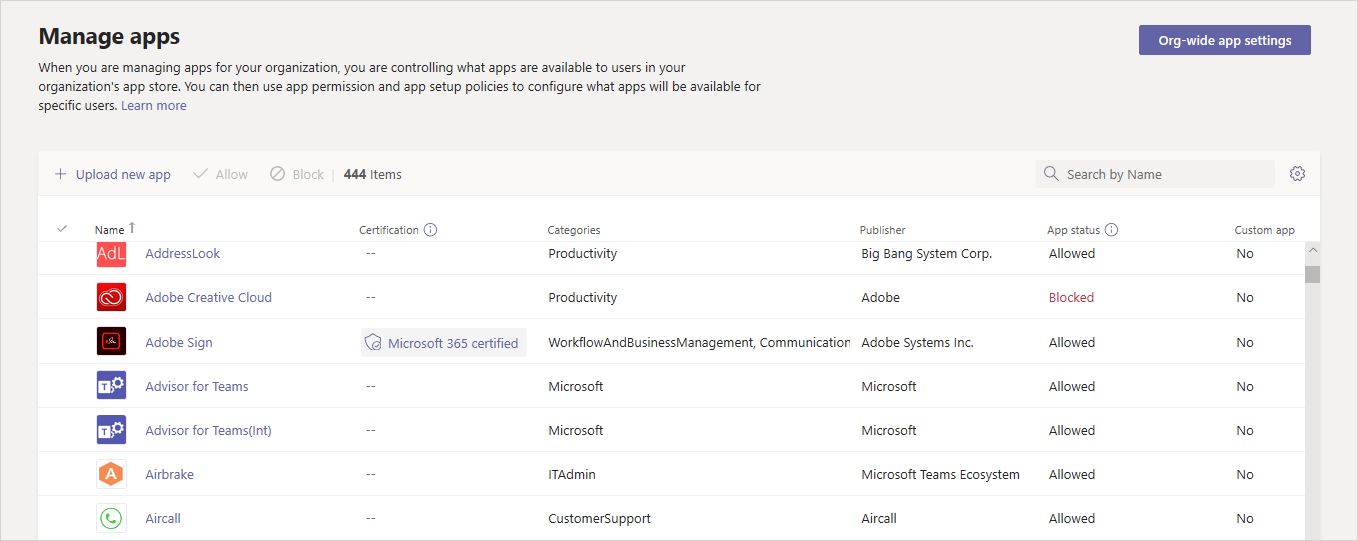 Manage apps
Org-wide app settings
When you are managing apps for your organization, you are controlling what apps are available to users in your
organization's app store. You can then use app permission and app setup policies to configure what apps will be available for
specific users. Learn more
+ Upload new app Allow Block | 444 Items Search by Name
Name ↑ Certification Categories Publisher App status Custom app
AdL AddressLook -- Productivity Big Bang System Corp. Allowed No
Adobe Creative Cloud -- Productivity Adobe Blocked No
Adobe Sign Microsoft 365 certified WorkflowAndBusinessManagement, Communication Adobe Systems Inc. Allowed No
T Advisor for Teams -- Microsoft Microsoft Allowed No
T Advisor for Teams(Int) -- Microsoft Microsoft Allowed No
A Airbrake -- ITAdmin Microsoft Teams Ecosystem Allowed No
Aircall -- CustomerSupport Aircall Allowed No